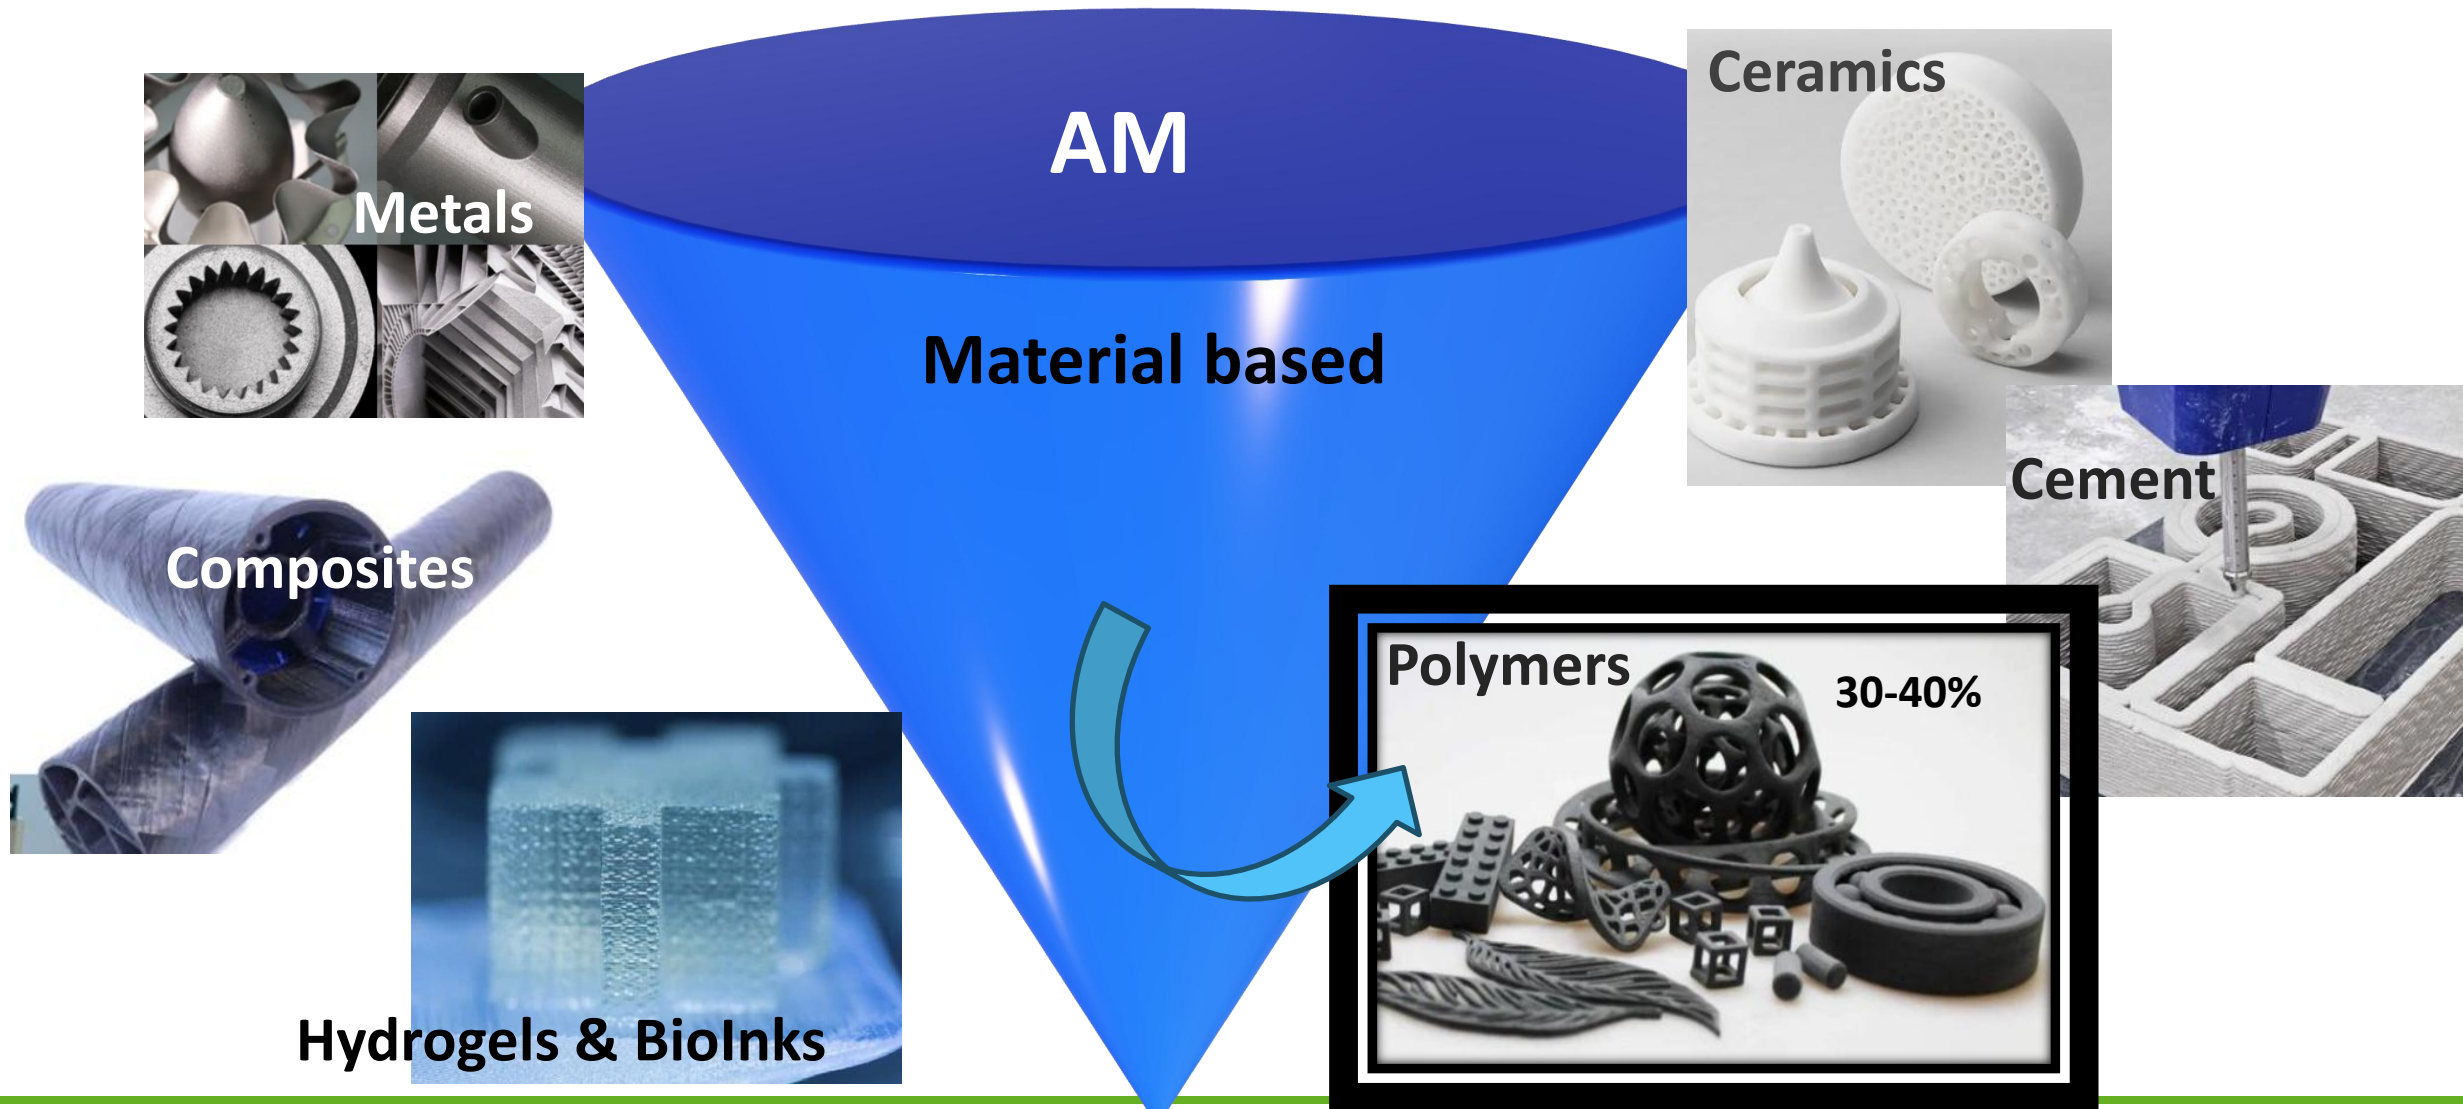 AM
Material based
Metals
Ceramics
Cement
Composites
Polymers
30-40%
Hydrogels & BioInks